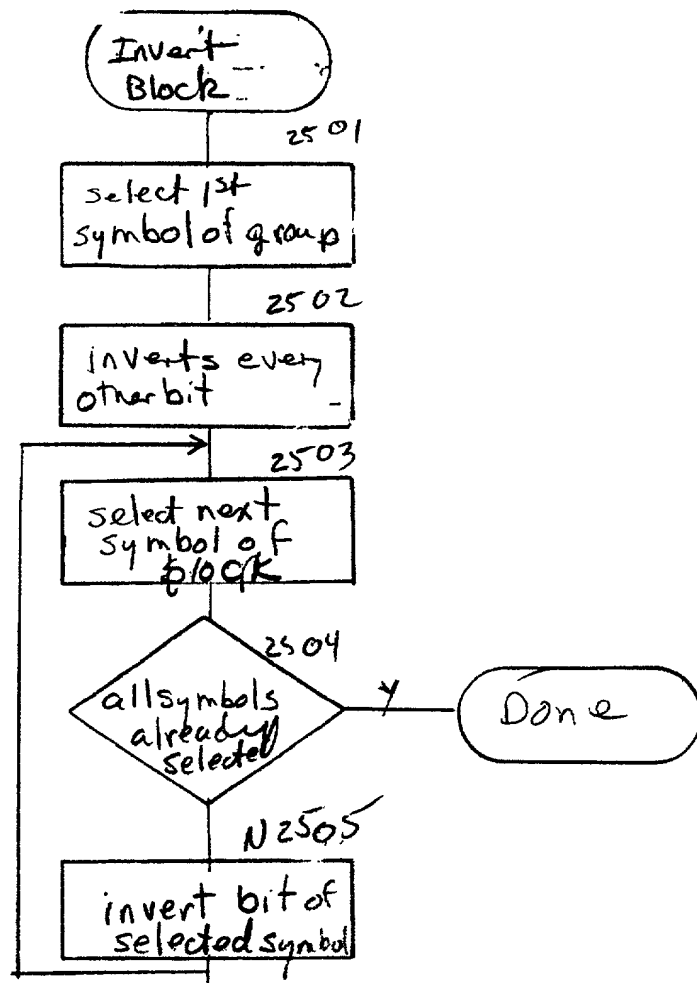 Invert
Block
2501
select 1st
symbol of group
2502
inverts every
other bit
2503
select next
symbol of
block
2504
all symbols
already
selected
Y
Done
N 2505
invert bit of
selected symbol